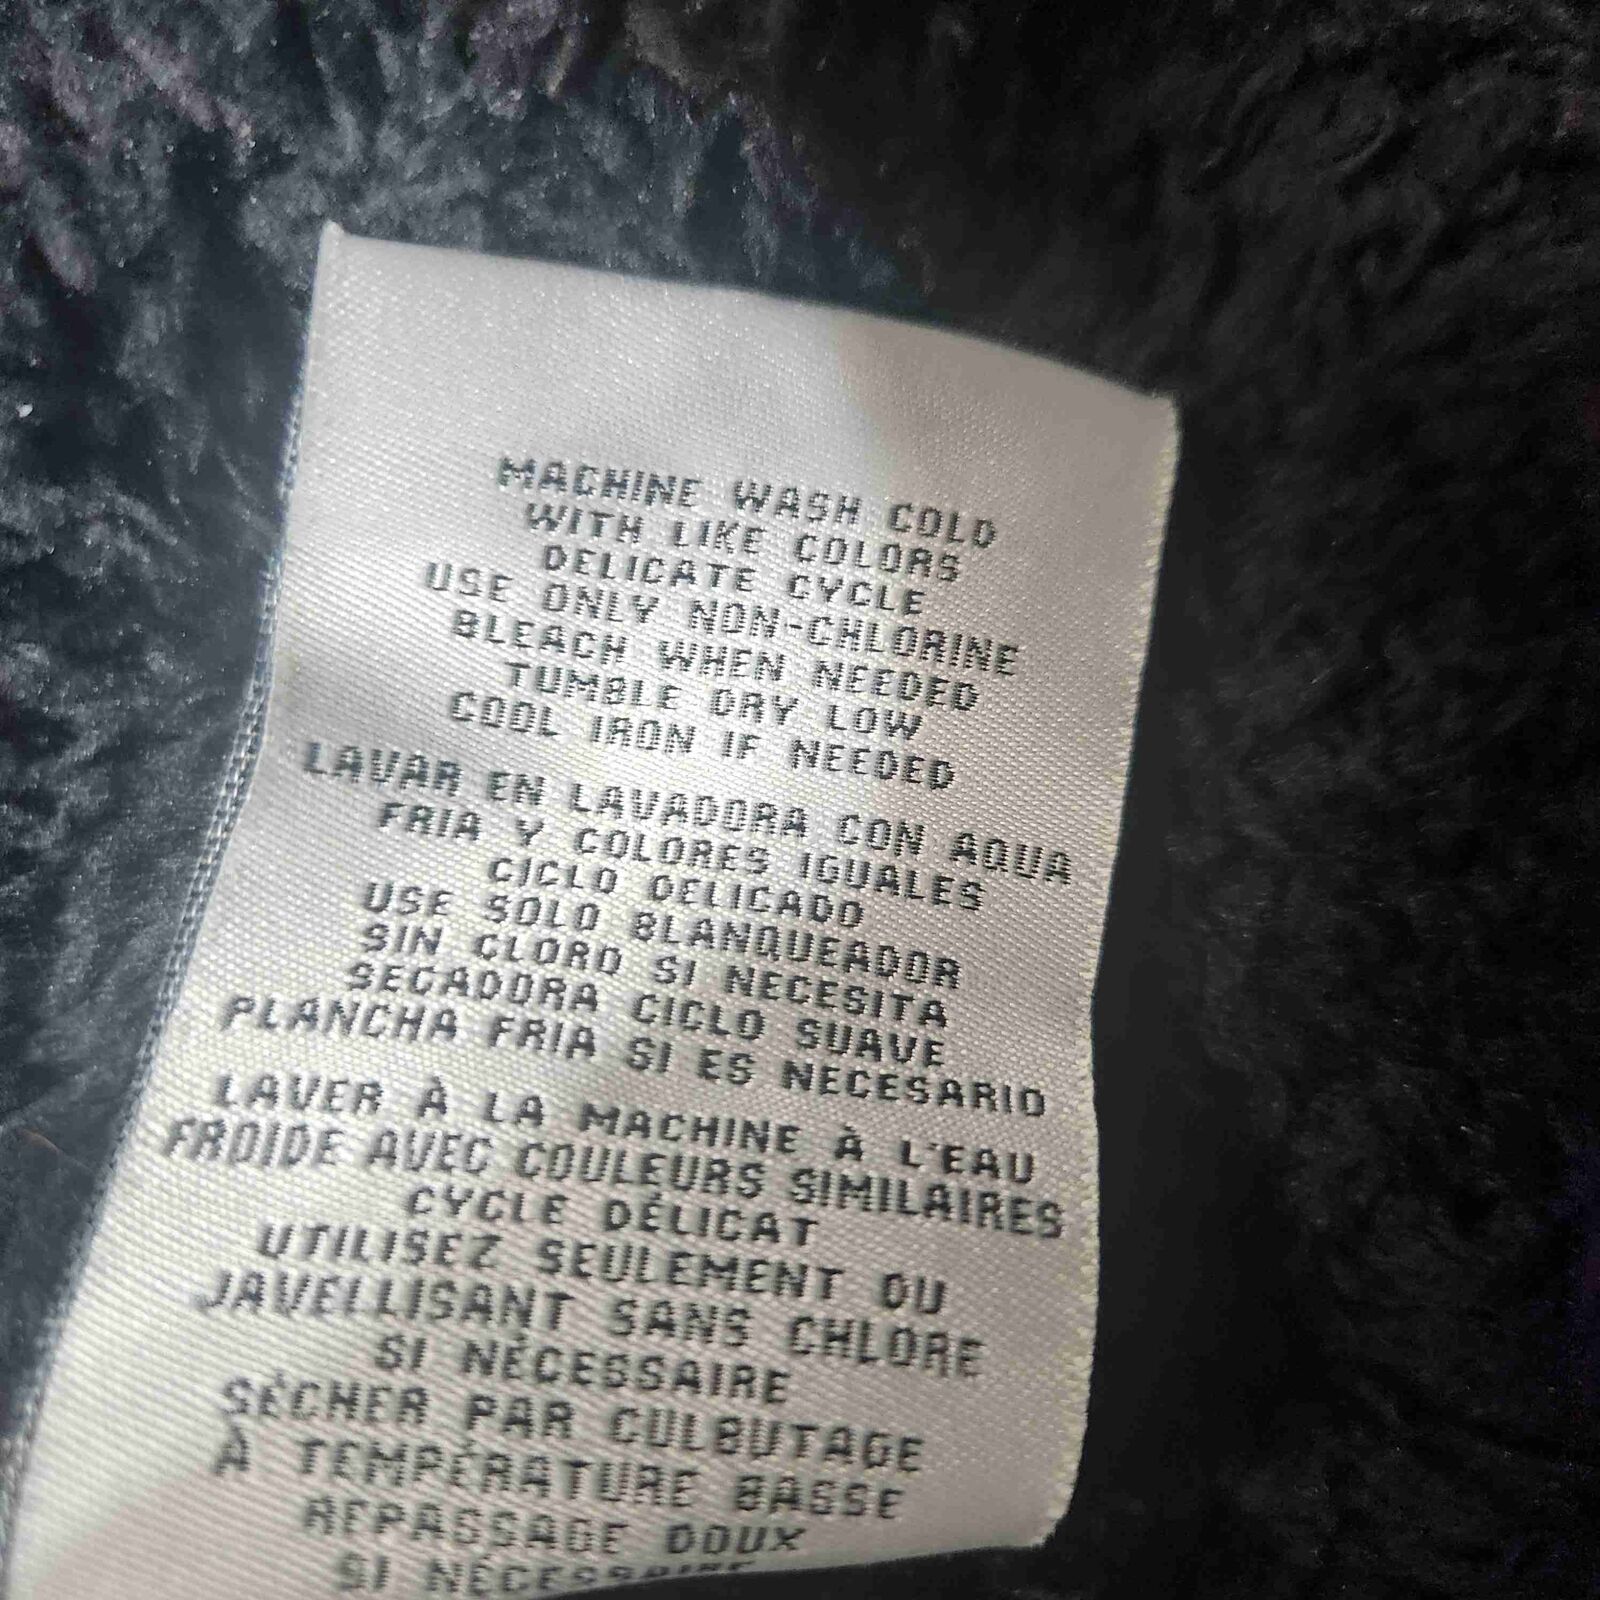 MACHINE WASH COLD
WITH LIKE COLORS
DELICATE CYCLE
USE ONLY NON-CHLORINE
BLEACH WHEN NEEDED
TUMBLE DRY LOW
COOL IRON IF NEEDED
LAVAR EN LAVADORA CON AQUA
FRIA Y COLORES IGUALES
CICLO DELICADO
USE SOLO BLANQUEADOR
SIN CLORO SI NECESITA
SECADORA CICLO SUAVE
PLANCHA FRIA SI ES NECESARIO
LAVER À LA MACHINE À L'EAU
FROIDE AVEC COULEURS SIMILAIRES
CYCLE DÉLICAT
UTILISEZ SEULEMENT OU
JAVELLISANT SANS CHLORE
SI NÉCESSAIRE
SÉCHER PAR CULBUTAGE
À TEMPÉRATURE BASSE
REPASSAGE DOUX
SI NÉCESSAIRE